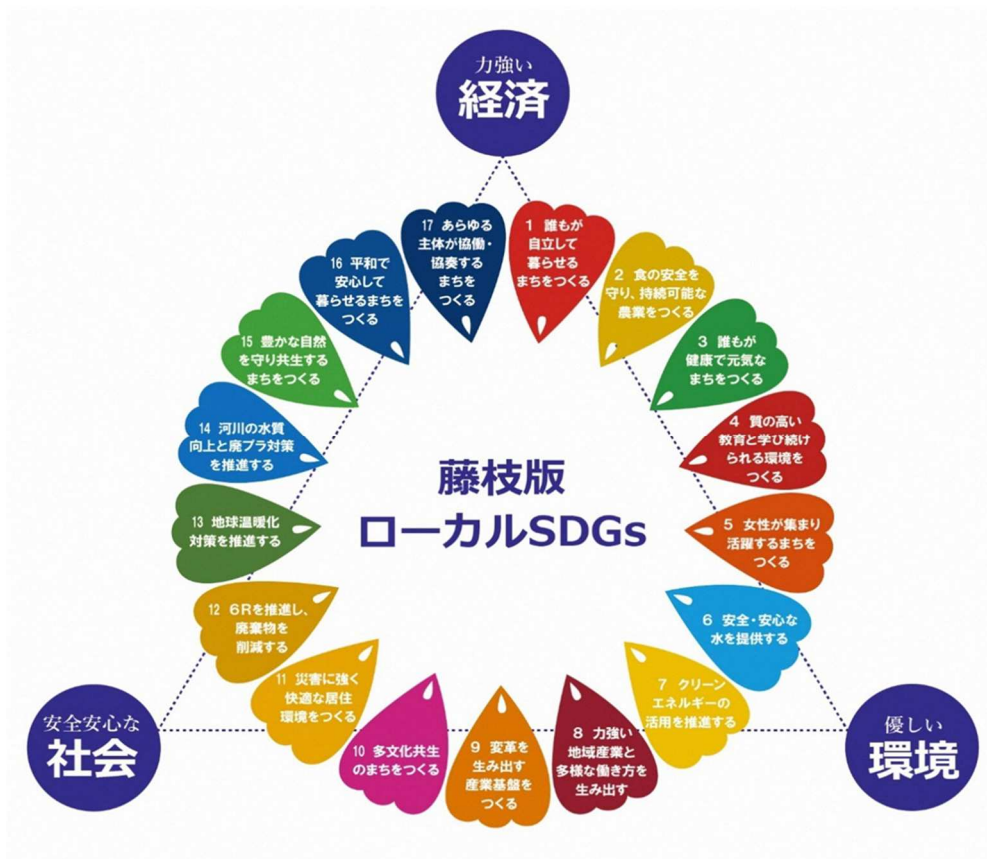 力強い
経済
17 あらゆる
主体が協働・
協奏する
まちを
つくる
1 誰もが
自立して
暮らせる
まちをつくる
16 平和で
安心して
暮らせるまちを
つくる
2 食の安全を
守り、持続可能な
農業をつくる
15 豊かな自然
を守り共生する
まちをつくる
3 誰もが
健康で元気な
まちをつくる
14 河川の水質
向上と廃プラ対策
を推進する
4 質の高い
教育と学び続け
られる環境を
つくる
藤枝版
ローカルSDGs
13 地球温暖化
対策を推進する
5 女性が集まり
活躍するまちを
つくる
12 6Rを推進し、
廃棄物を
削減する
6 安全・安心な
水を提供する
11 災害に強く
快適な居住
環境をつくる
7 クリーン
エネルギーの
活用を推進する
10 多文化共生
のまちをつくる
9 変革を
生み出す
産業基盤を
つくる
8 力強い
地域産業と
多様な働き方を
生み出す
安全安心な
社会
優しい
環境